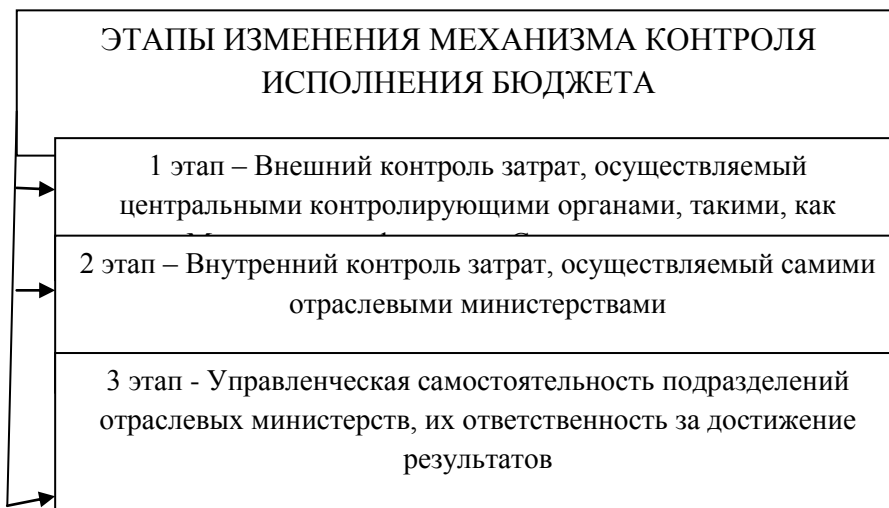 ЭТАПЫ ИЗМЕНЕНИЯ МЕХАНИЗМА КОНТРОЛЯ
ИСПОЛНЕНИЯ БЮДЖЕТА
1 этап – Внешний контроль затрат, осуществляемый
центральными контролирующими органами, такими, как
2 этап – Внутренний контроль затрат, осуществляемый самими
отраслевыми министерствами
3 этап - Управленческая самостоятельность подразделений
отраслевых министерств, их ответственность за достижение
результатов